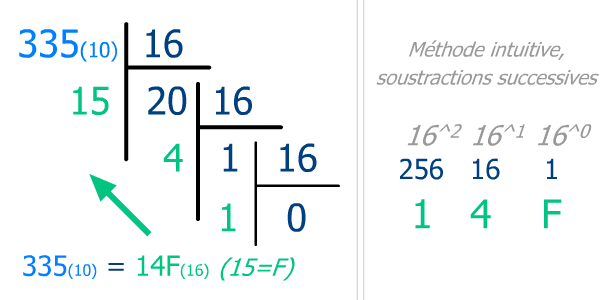 335(10) 16
15 20 16
4 1 16
1 0
335(10) = 14F(16) (15=F)
Méthode intuitive,
soustractions successives
16^2 16^1 16^0
256 16 1
1 4 F